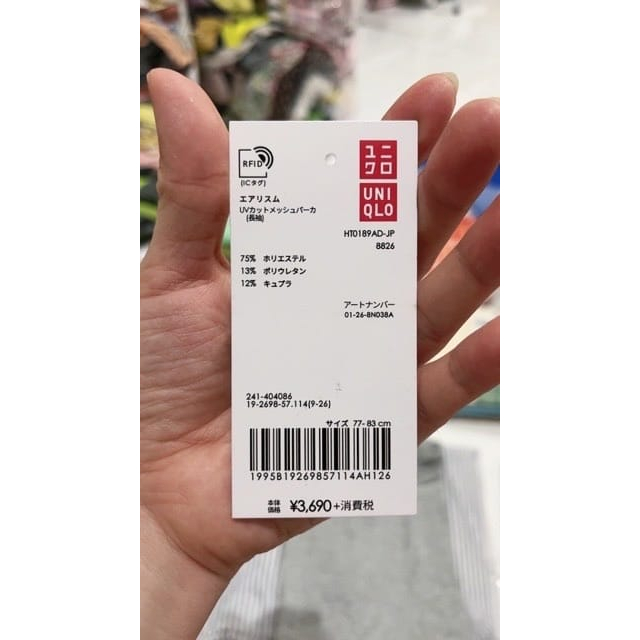 RFID
(ICタグ)
ユニ
クロ
UNI
QLO
エアリズム
UVカットメッシュパーカ
(長袖)
HT0189AD-JP
8826
75% ポリエステル
13% ポリウレタン
12% キュプラ
アートナンバー
01-26-8N038A
241-404086
19-2698-57.114(9-26)
サイズ 77-83 cm
1995819269857114AH126
本体
価格 ¥3,690+消費税